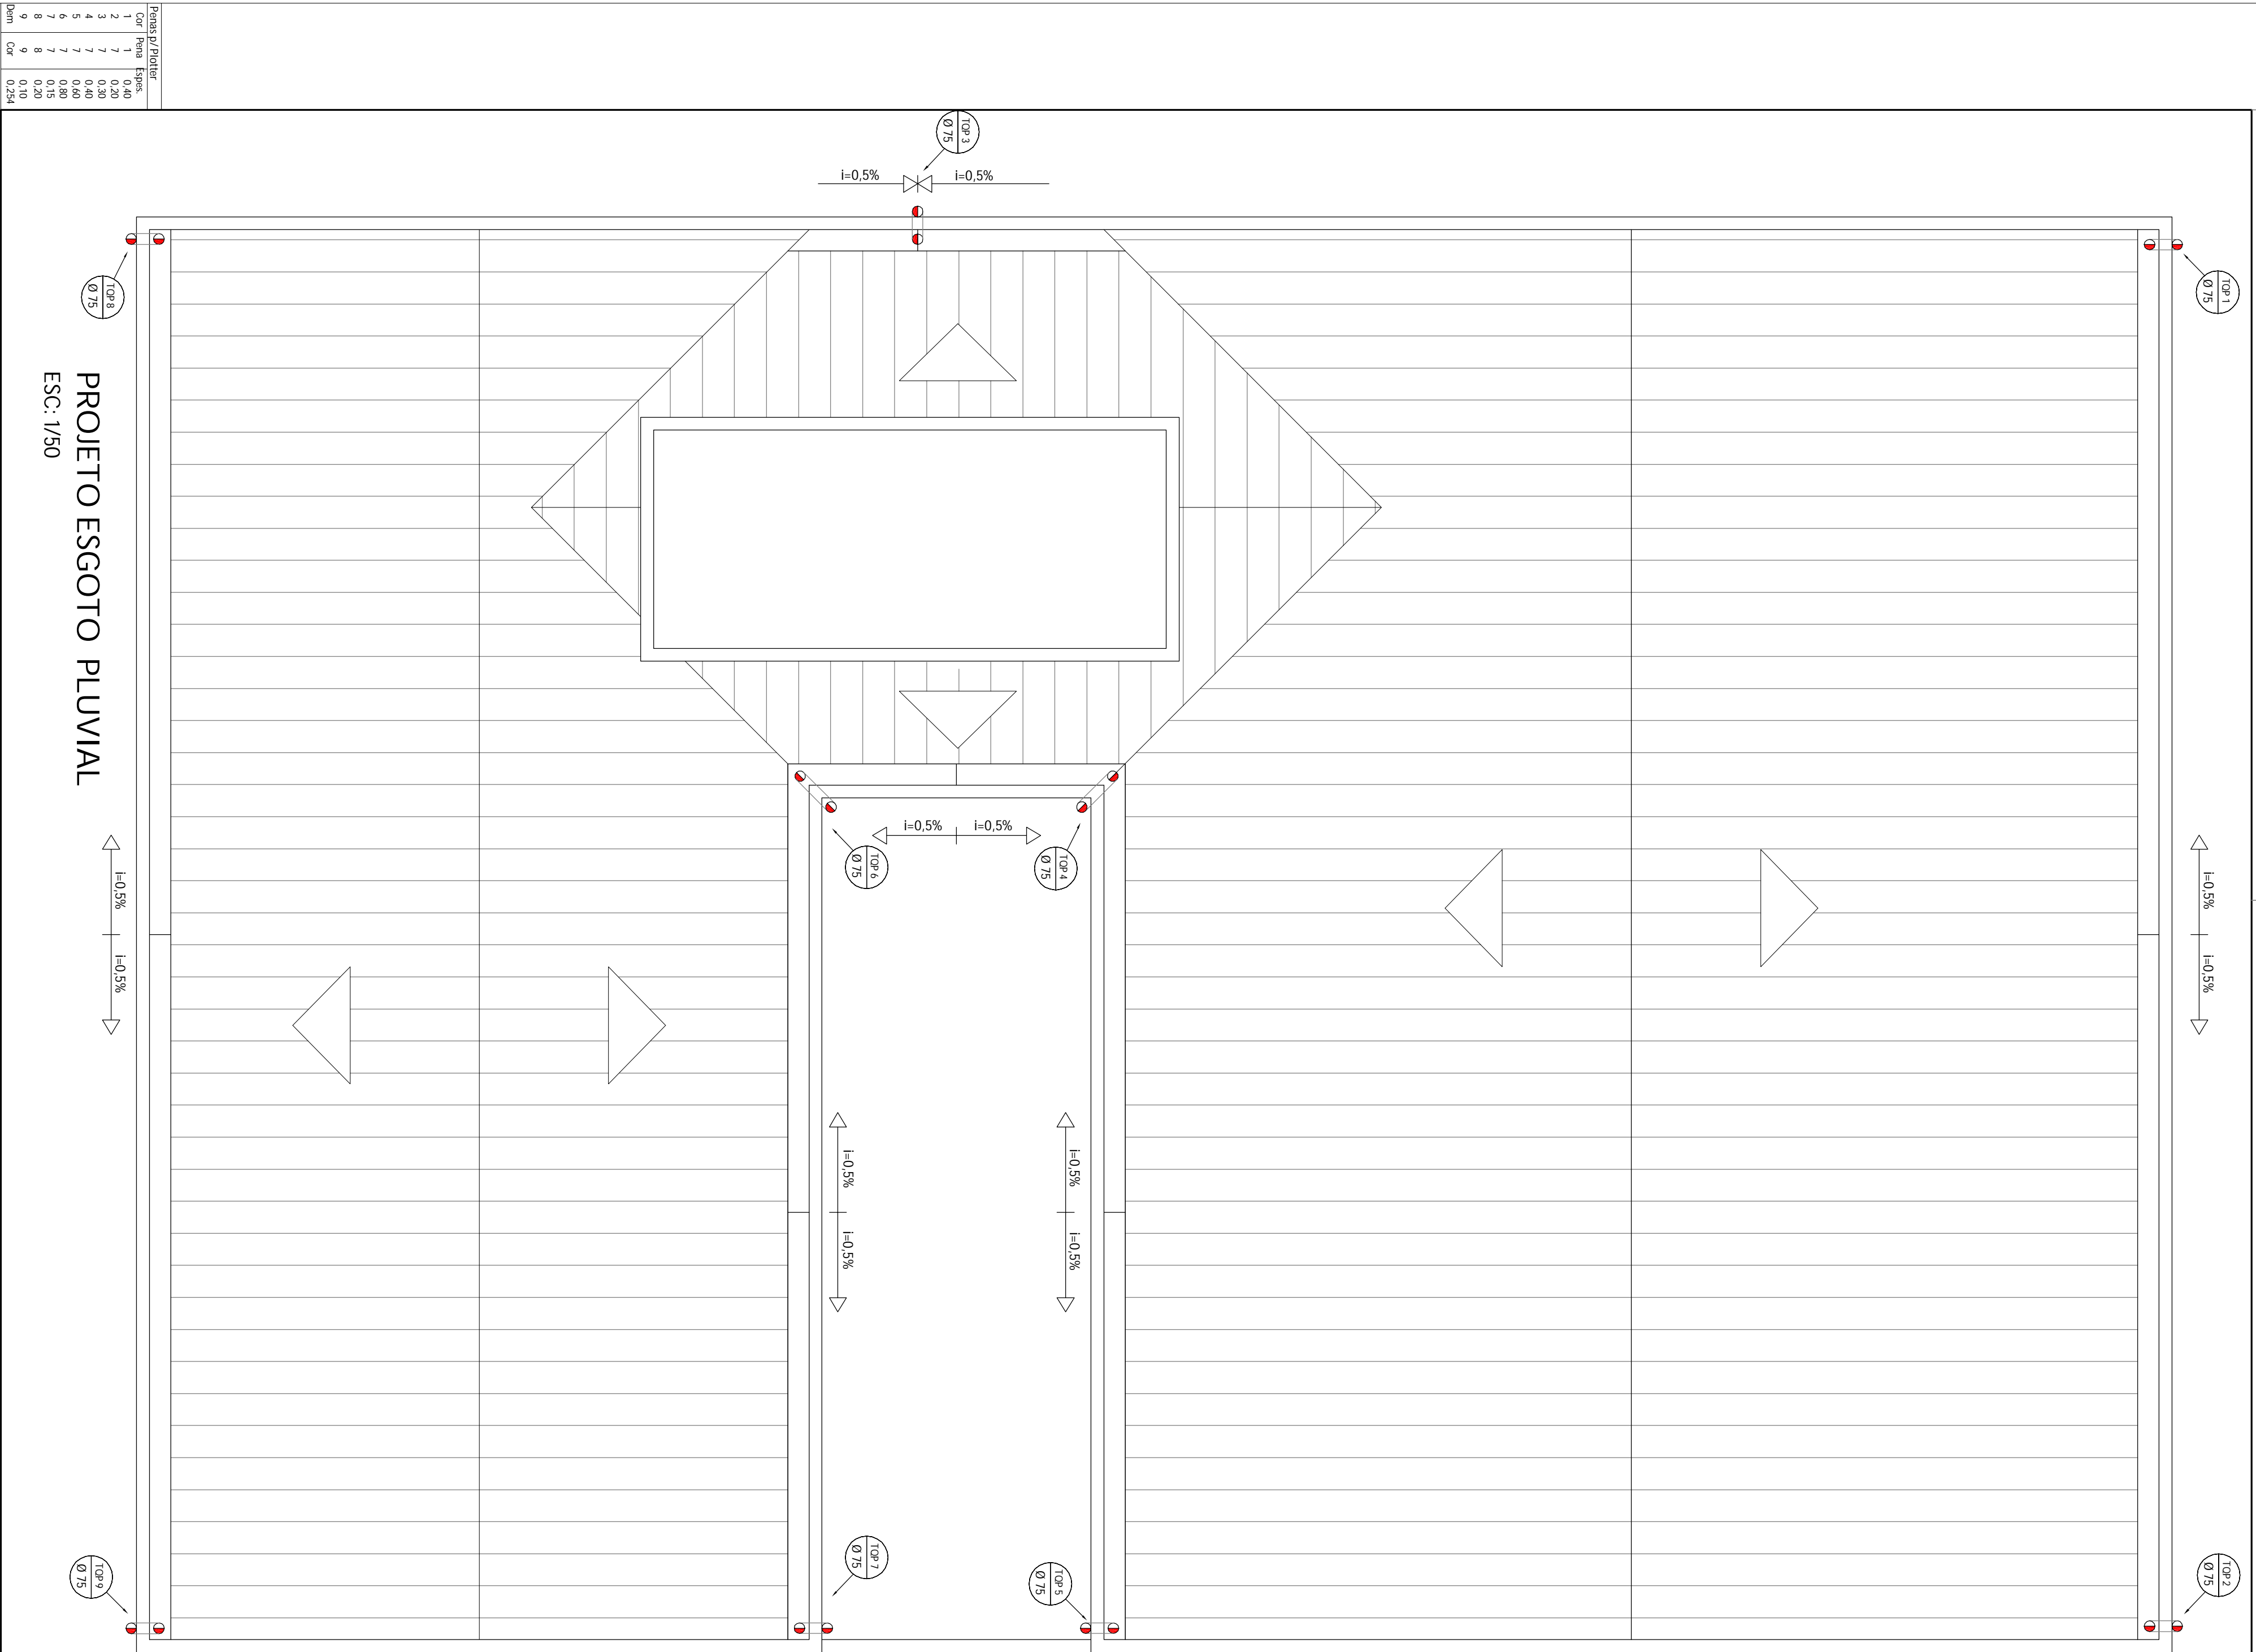 Penas p/ Plotter
Cor Pena Espes.
1 1 0,40
2 7 0,20
3 7 0,30
4 7 0,40
5 7 0,60
6 7 0,80
7 7 0,15
8 8 0,20
9 9 0,10
Dem Cor 0,254
TQP 3
Ø 75
i=0,5% i=0,5%
TQP 1
Ø 75
TQP 8
Ø 75
PROJETO ESGOTO PLUVIAL
ESC: 1/50
i=0,5% i=0,5%
TQP 6
Ø 75
TQP 4
Ø 75
i=0,5% i=0,5%
i=0,5% i=0,5%
i=0,5% i=0,5%
i=0,5% i=0,5%
TQP 7
Ø 75
TQP 5
Ø 75
TQP 9
Ø 75
TQP 2
Ø 75